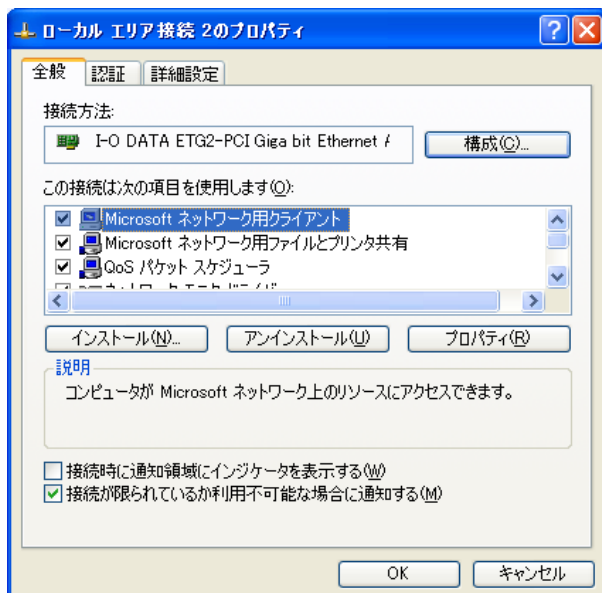 ローカル エリア接続 2のプロパティ
全般 認証 詳細設定
接続方法:
I-O DATA ETG2-PCI Giga bit Ethernet
構成(C)...
この接続は次の項目を使用します(O):
Microsoft ネットワーク用クライアント
Microsoft ネットワーク用ファイルとプリンタ共有
QoS パケット スケジューラ
インストール(N)... アンインストール(U) プロパティ(R)
説明
コンピュータが Microsoft ネットワーク上のリソースにアクセスできます。
接続時に通知領域にインジケータを表示する(W)
接続が限られているか利用不可能な場合に通知する(M)
OK キャンセル